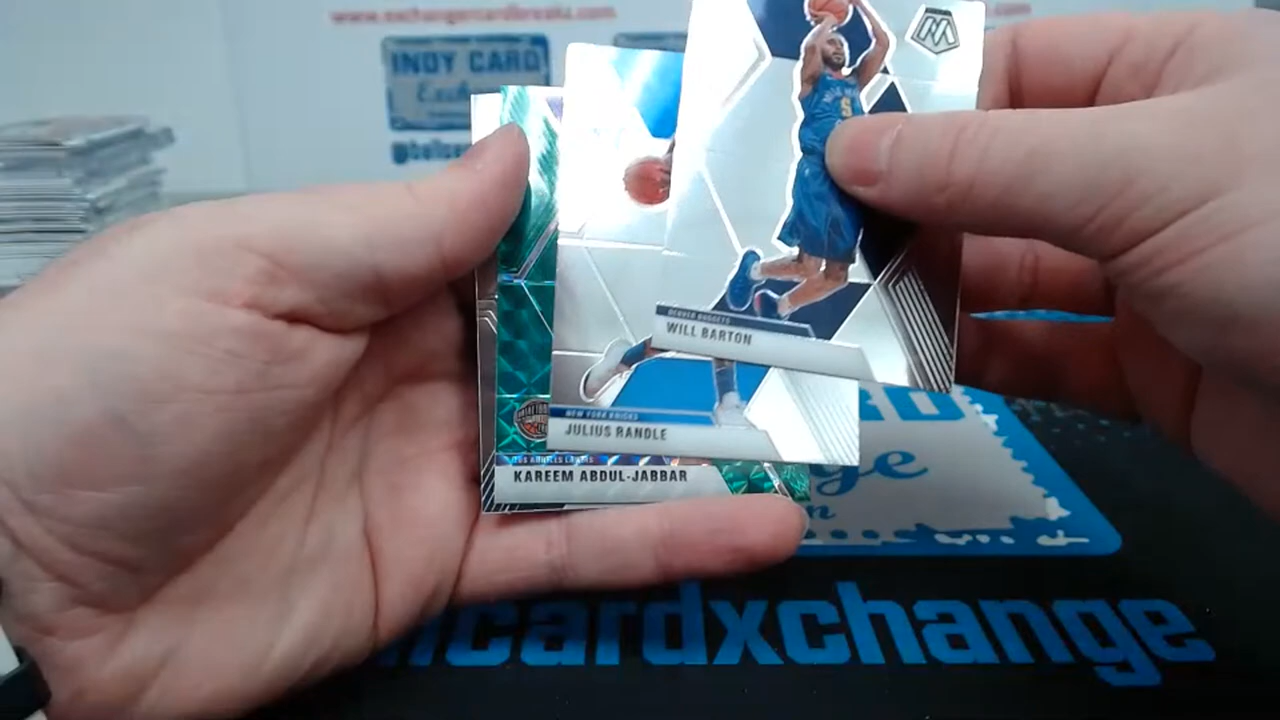 www.exchangecardbreaks.com
INDY CARD
DENVER NUGGETS
WILL BARTON
5
NEW YORK KNICKS
JULIUS RANDLE
LOS ANGELES LAKERS
KAREEM ABDUL-JABBAR
cardxchange